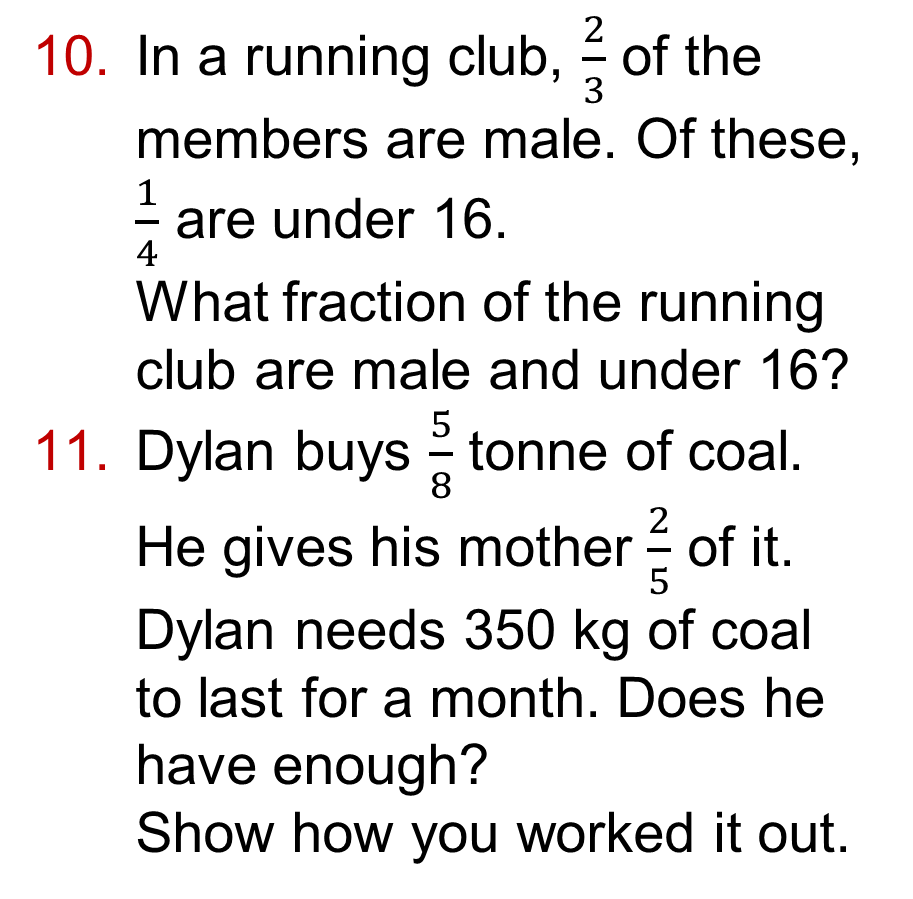 10. In a running club, 2/3 of the
members are male. Of these,
1/4 are under 16.
What fraction of the running
club are male and under 16?
11. Dylan buys 5/8 tonne of coal.
He gives his mother 2/5 of it.
Dylan needs 350 kg of coal
to last for a month. Does he
have enough?
Show how you worked it out.